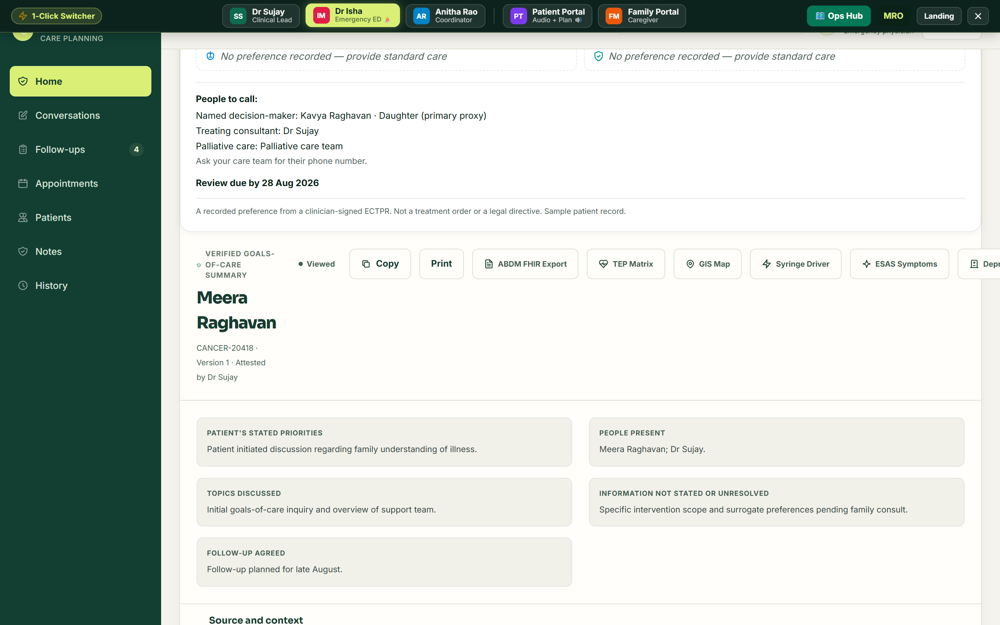 1-Click Switcher
SS Dr Sujay
Clinical Lead
IM Dr Isha
Emergency ED
AR Anitha Rao
Coordinator
PT Patient Portal
Audio + Plan
FM Family Portal
Caregiver
Ops Hub
MRO
Landing
CARE PLANNING
Emergency physician
Home
Conversations
Follow-ups 4
Appointments
Patients
Notes
History
No preference recorded — provide standard care
No preference recorded — provide standard care
People to call:
Named decision-maker: Kavya Raghavan · Daughter (primary proxy)
Treating consultant: Dr Sujay
Palliative care: Palliative care team
Ask your care team for their phone number.
Review due by 28 Aug 2026
A recorded preference from a clinician-signed ECTPR. Not a treatment order or a legal directive. Sample patient record.
VERIFIED GOALS-
OF-CARE
SUMMARY
Viewed
Copy
Print
ABDM FHIR Export
TEP Matrix
GIS Map
Syringe Driver
ESAS Symptoms
Meera
Raghavan
CANCER-20418 ·
Version 1 · Attested
by Dr Sujay
PATIENT'S STATED PRIORITIES
Patient initiated discussion regarding family understanding of illness.
PEOPLE PRESENT
Meera Raghavan; Dr Sujay.
TOPICS DISCUSSED
Initial goals-of-care inquiry and overview of support team.
INFORMATION NOT STATED OR UNRESOLVED
Specific intervention scope and surrogate preferences pending family consult.
FOLLOW-UP AGREED
Follow-up planned for late August.
Source and context